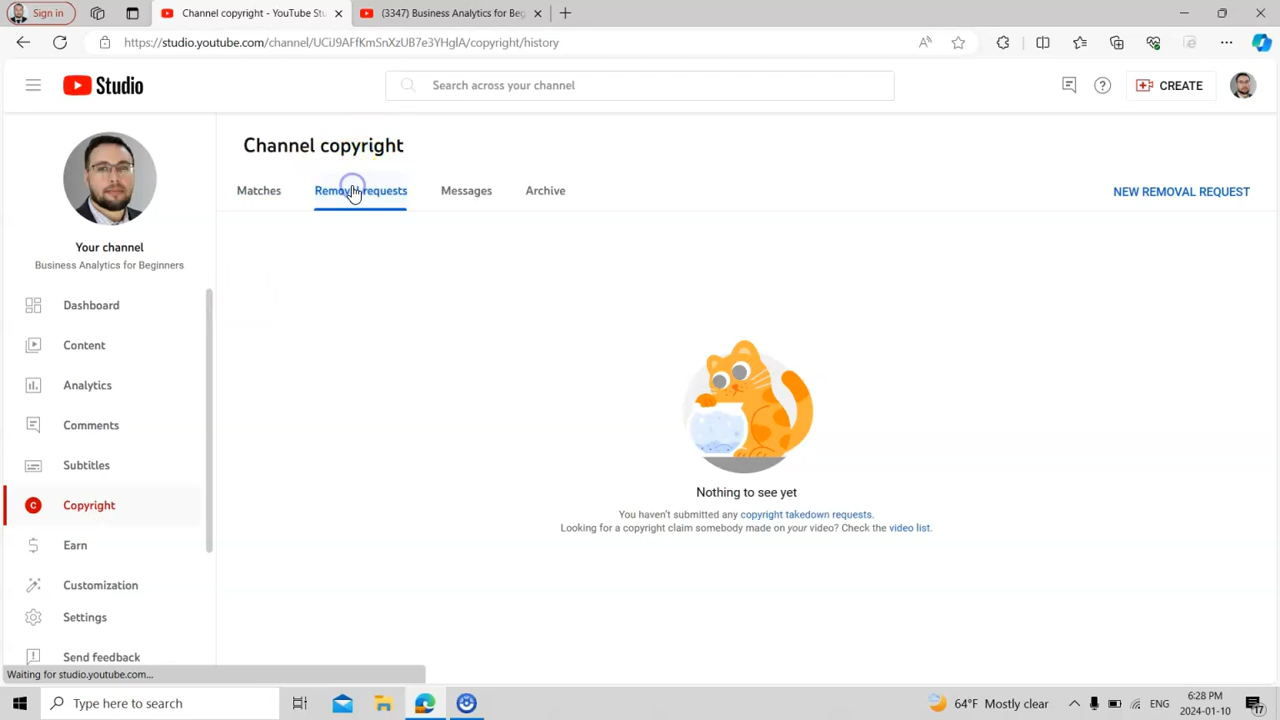 Sign in
Channel copyright - YouTube Stu
(3347) Business Analytics for Beg
https://studio.youtube.com/channel/UCiJ9AFfKmSnXzUB7e3YHglA/copyright/history
Studio
Search across your channel
CREATE
Channel copyright
Matches
Removal requests
Messages
Archive
NEW REMOVAL REQUEST
Your channel
Business Analytics for Beginners
Dashboard
Content
Analytics
Comments
Subtitles
C
Copyright
Earn
Customization
Settings
Send feedback
Nothing to see yet
You haven't submitted any copyright takedown requests.
Looking for a copyright claim somebody made on your video? Check the video list.
Waiting for studio.youtube.com...
Type here to search
64°F Mostly clear
ENG
6:28 PM
2024-01-10
17